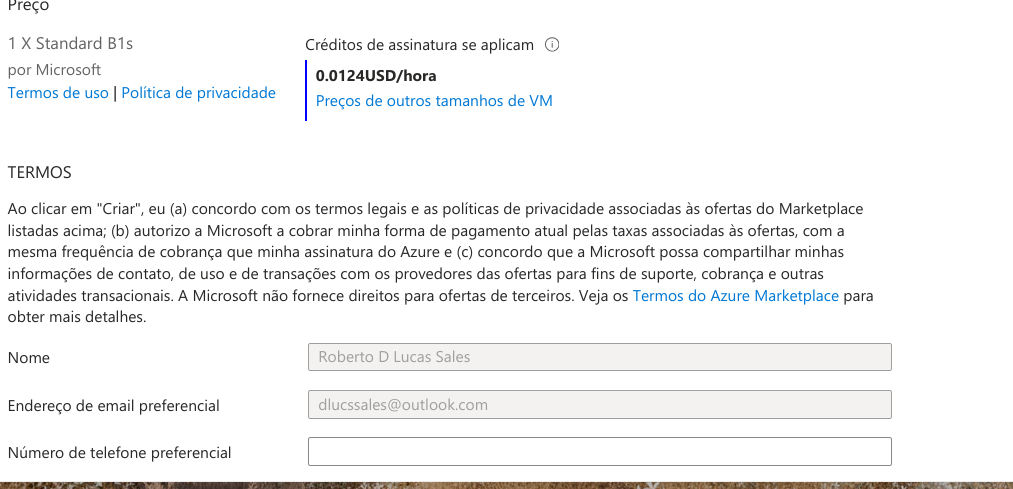 Preço
1 X Standard B1s
por Microsoft
Termos de uso | Política de privacidade
Créditos de assinatura se aplicam
0.0124USD/hora
Preços de outros tamanhos de VM
TERMOS
Ao clicar em "Criar", eu (a) concordo com os termos legais e as políticas de privacidade associadas às ofertas do Marketplace
listadas acima; (b) autorizo a Microsoft a cobrar minha forma de pagamento atual pelas taxas associadas às ofertas, com a
mesma frequência de cobrança que minha assinatura do Azure e (c) concordo que a Microsoft possa compartilhar minhas
informações de contato, de uso e de transações com os provedores das ofertas para fins de suporte, cobrança e outras
atividades transacionais. A Microsoft não fornece direitos para ofertas de terceiros. Veja os Termos do Azure Marketplace para
obter mais detalhes.
Nome
Roberto D Lucas Sales
Endereço de email preferencial
dlucssales@outlook.com
Número de telefone preferencial